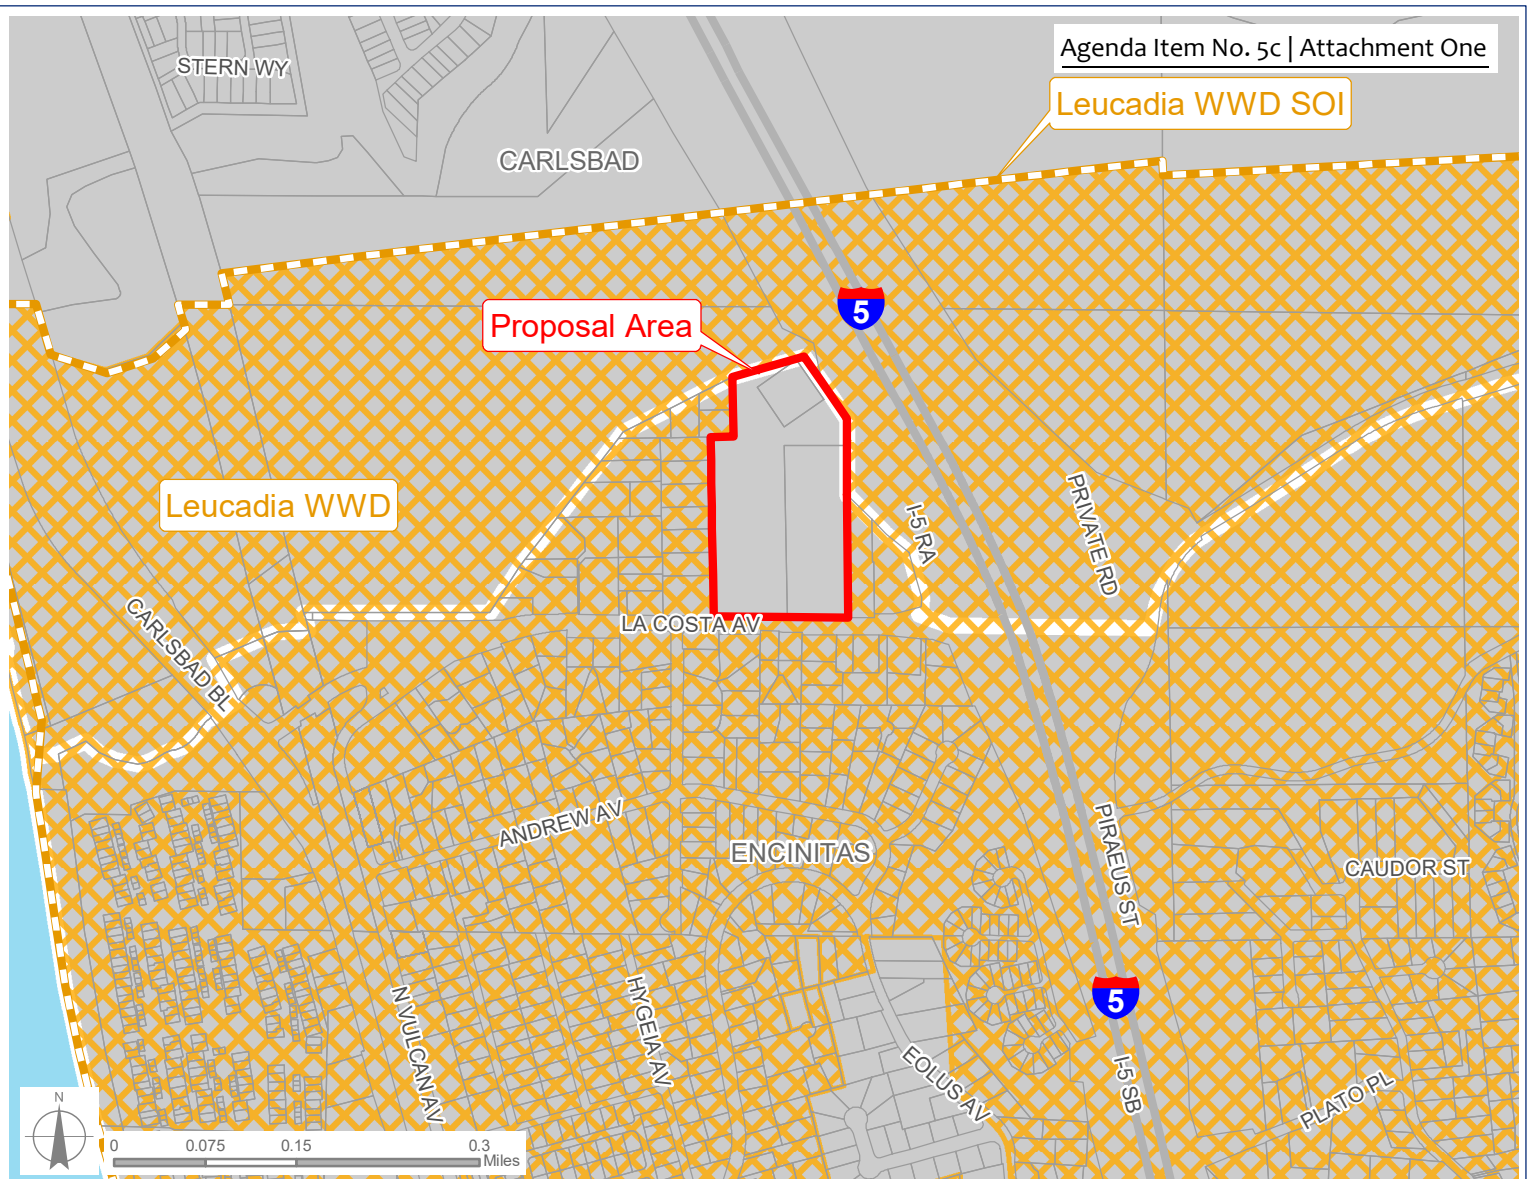 Agenda Item No. 5c | Attachment One
STERN WY
Leucadia WWD SOI
CARLSBAD
5
Proposal Area
Leucadia WWD
I-5 RA
PRIVATE RD
CARLSBAD BL
LA COSTA AV
ANDREW AV
ENCINITAS
PIRAEUS ST
CAUDOR ST
N VULCAN AV
HYGEIA AV
5
EOLUS AV
I-5 SB
PLATO PL
N
0 0.075 0.15 0.3
Miles